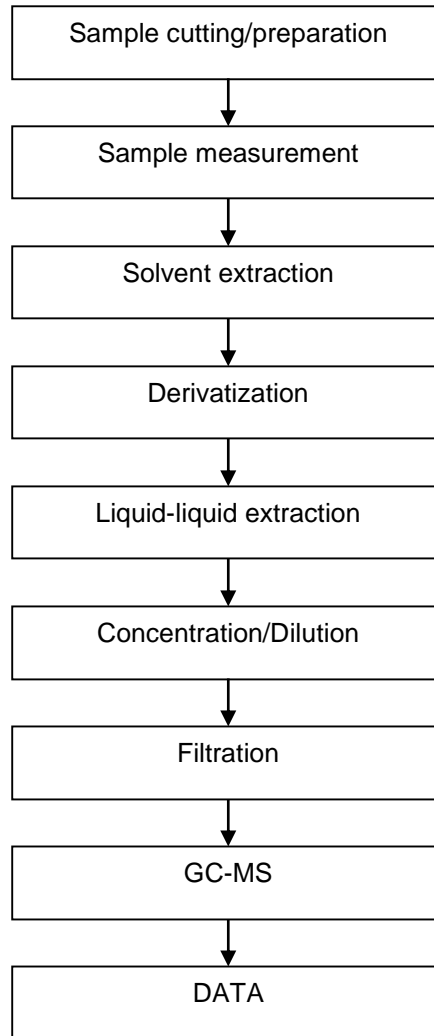 Sample cutting/preparation
Sample measurement
Solvent extraction
Derivatization
Liquid-liquid extraction
Concentration/Dilution
Filtration
GC-MS
DATA